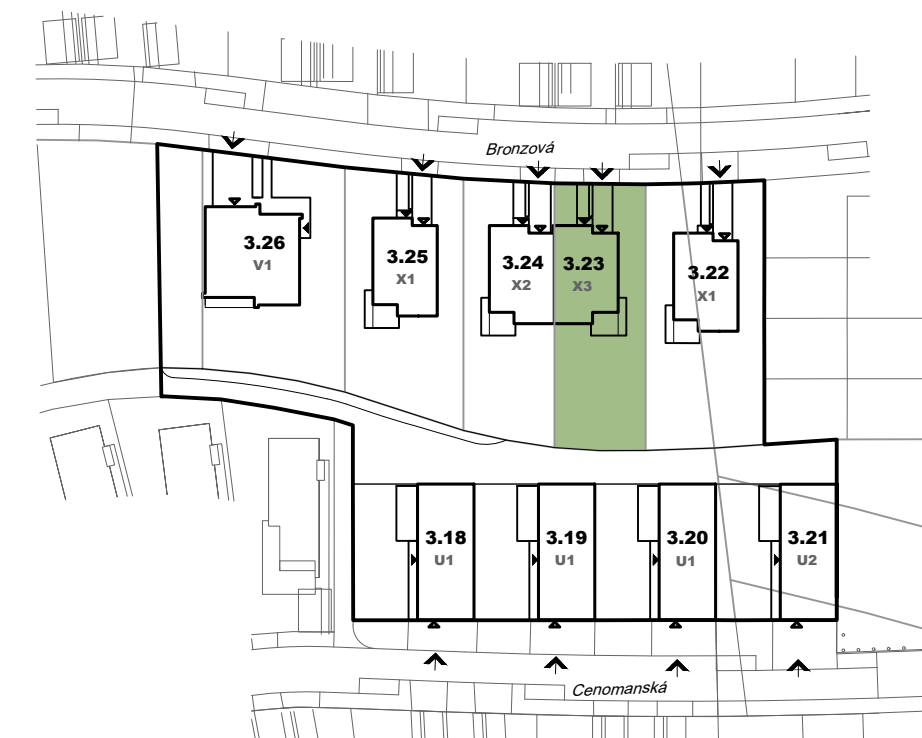 Bronzová
3.26
V1
3.25
X1
3.24
X2
3.23
X3
3.22
X1
3.18
U1
3.19
U1
3.20
U1
3.21
U2
Cenomanská